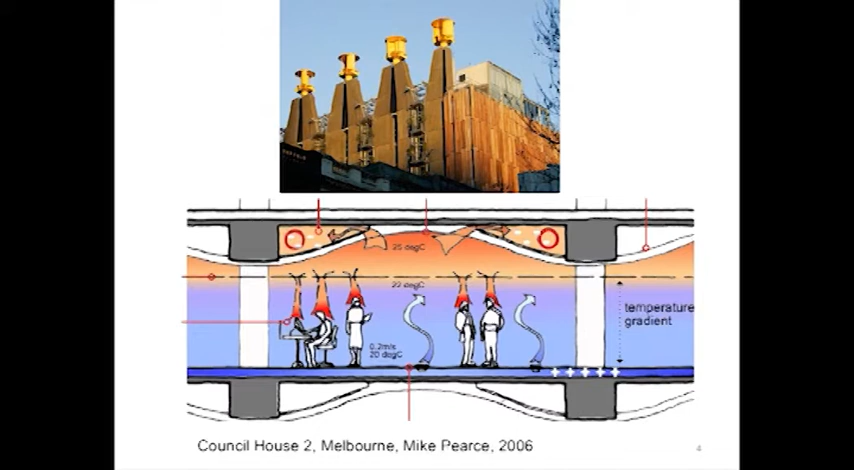 25 degC
22 degC
0.2m/s
20 degC
temperature
gradient
Council House 2, Melbourne, Mike Pearce, 2006
4